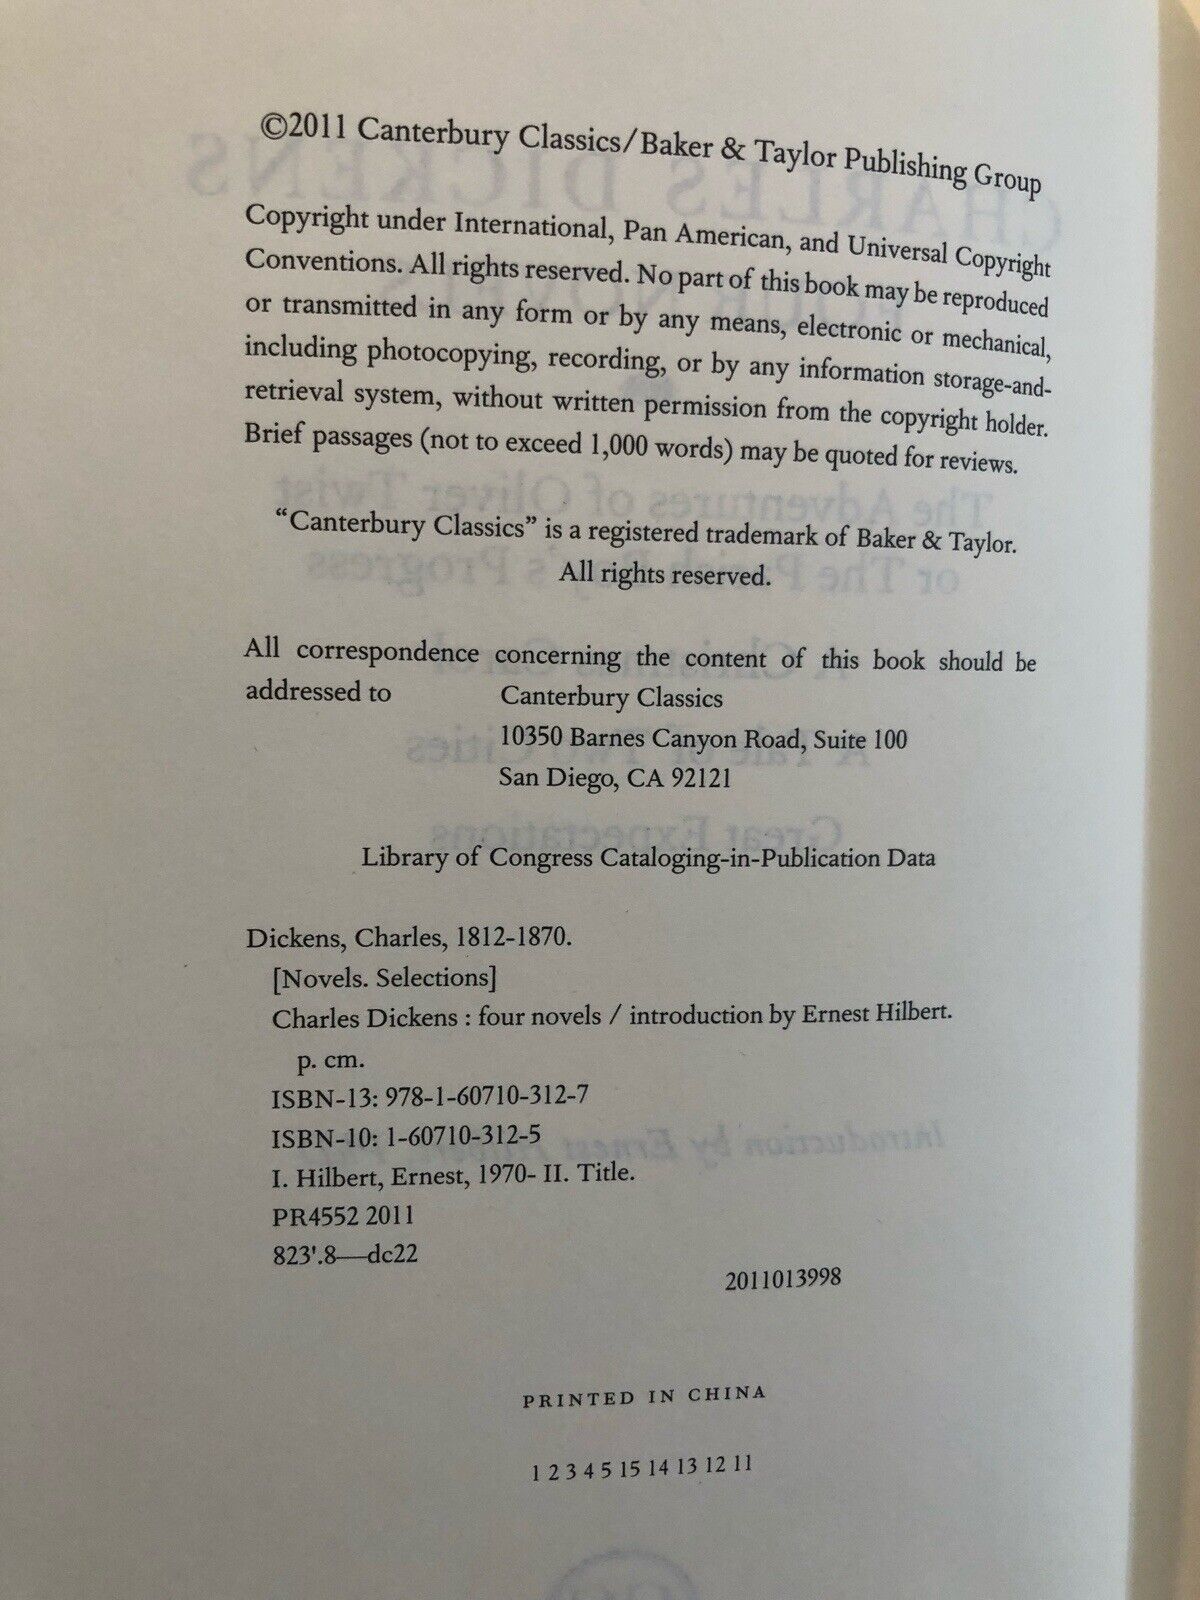 ©2011 Canterbury Classics/Baker & Taylor Publishing Group
Copyright under International, Pan American, and Universal Copyright
Conventions. All rights reserved. No part of this book may be reproduced
or transmitted in any form or by any means, electronic or mechanical,
including photocopying, recording, or by any information storage-and-
retrieval system, without written permission from the copyright holder.
Brief passages (not to exceed 1,000 words) may be quoted for reviews.
“Canterbury Classics” is a registered trademark of Baker & Taylor.
All rights reserved.
All correspondence concerning the content of this book should be
addressed to Canterbury Classics
10350 Barnes Canyon Road, Suite 100
San Diego, CA 92121
Library of Congress Cataloging-in-Publication Data
Dickens, Charles, 1812-1870.
[Novels. Selections]
Charles Dickens : four novels / introduction by Ernest Hilbert.
p. cm.
ISBN-13: 978-1-60710-312-7
ISBN-10: 1-60710-312-5
I. Hilbert, Ernest, 1970- II. Title.
PR4552 2011
823'.8—dc22
2011013998
PRINTED IN CHINA
1 2 3 4 5 15 14 13 12 11